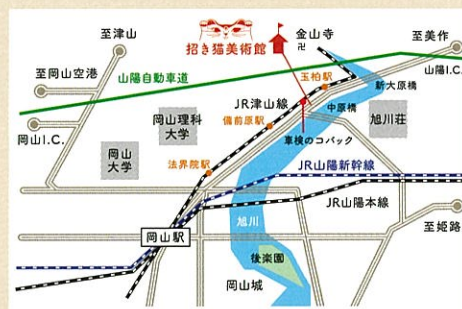 至津山
招き猫美術館
金山寺
卍
至美作
至岡山空港
山陽自動車道
山陽I.C.
玉柏駅
新大原橋
岡山I.C.
岡山理科
大学
JR津山線
中原橋
旭川荘
備前原駅
車検のコバック
岡山
大学
法界院駅
JR山陽新幹線
JR山陽本線
至姫路
岡山駅
旭川
後楽園
岡山城